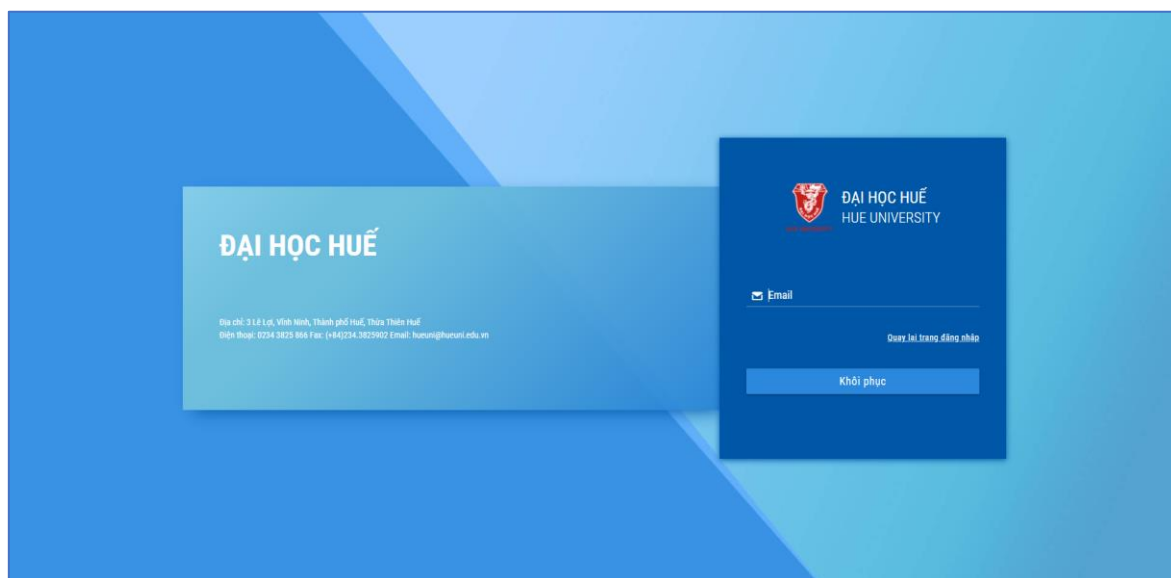 ĐẠI HỌC HUẾ
Địa chỉ: 3 Lê Lợi, Vĩnh Ninh, Thành phố Huế, Thừa Thiên Huế
Điện thoại: 0234 3825 866 Fax: (+84)234.3825902 Email: hueuni@hueuni.edu.vn
ĐẠI HỌC HUẾ
HUE UNIVERSITY
Email
Quay lại trang đăng nhập
Khôi phục